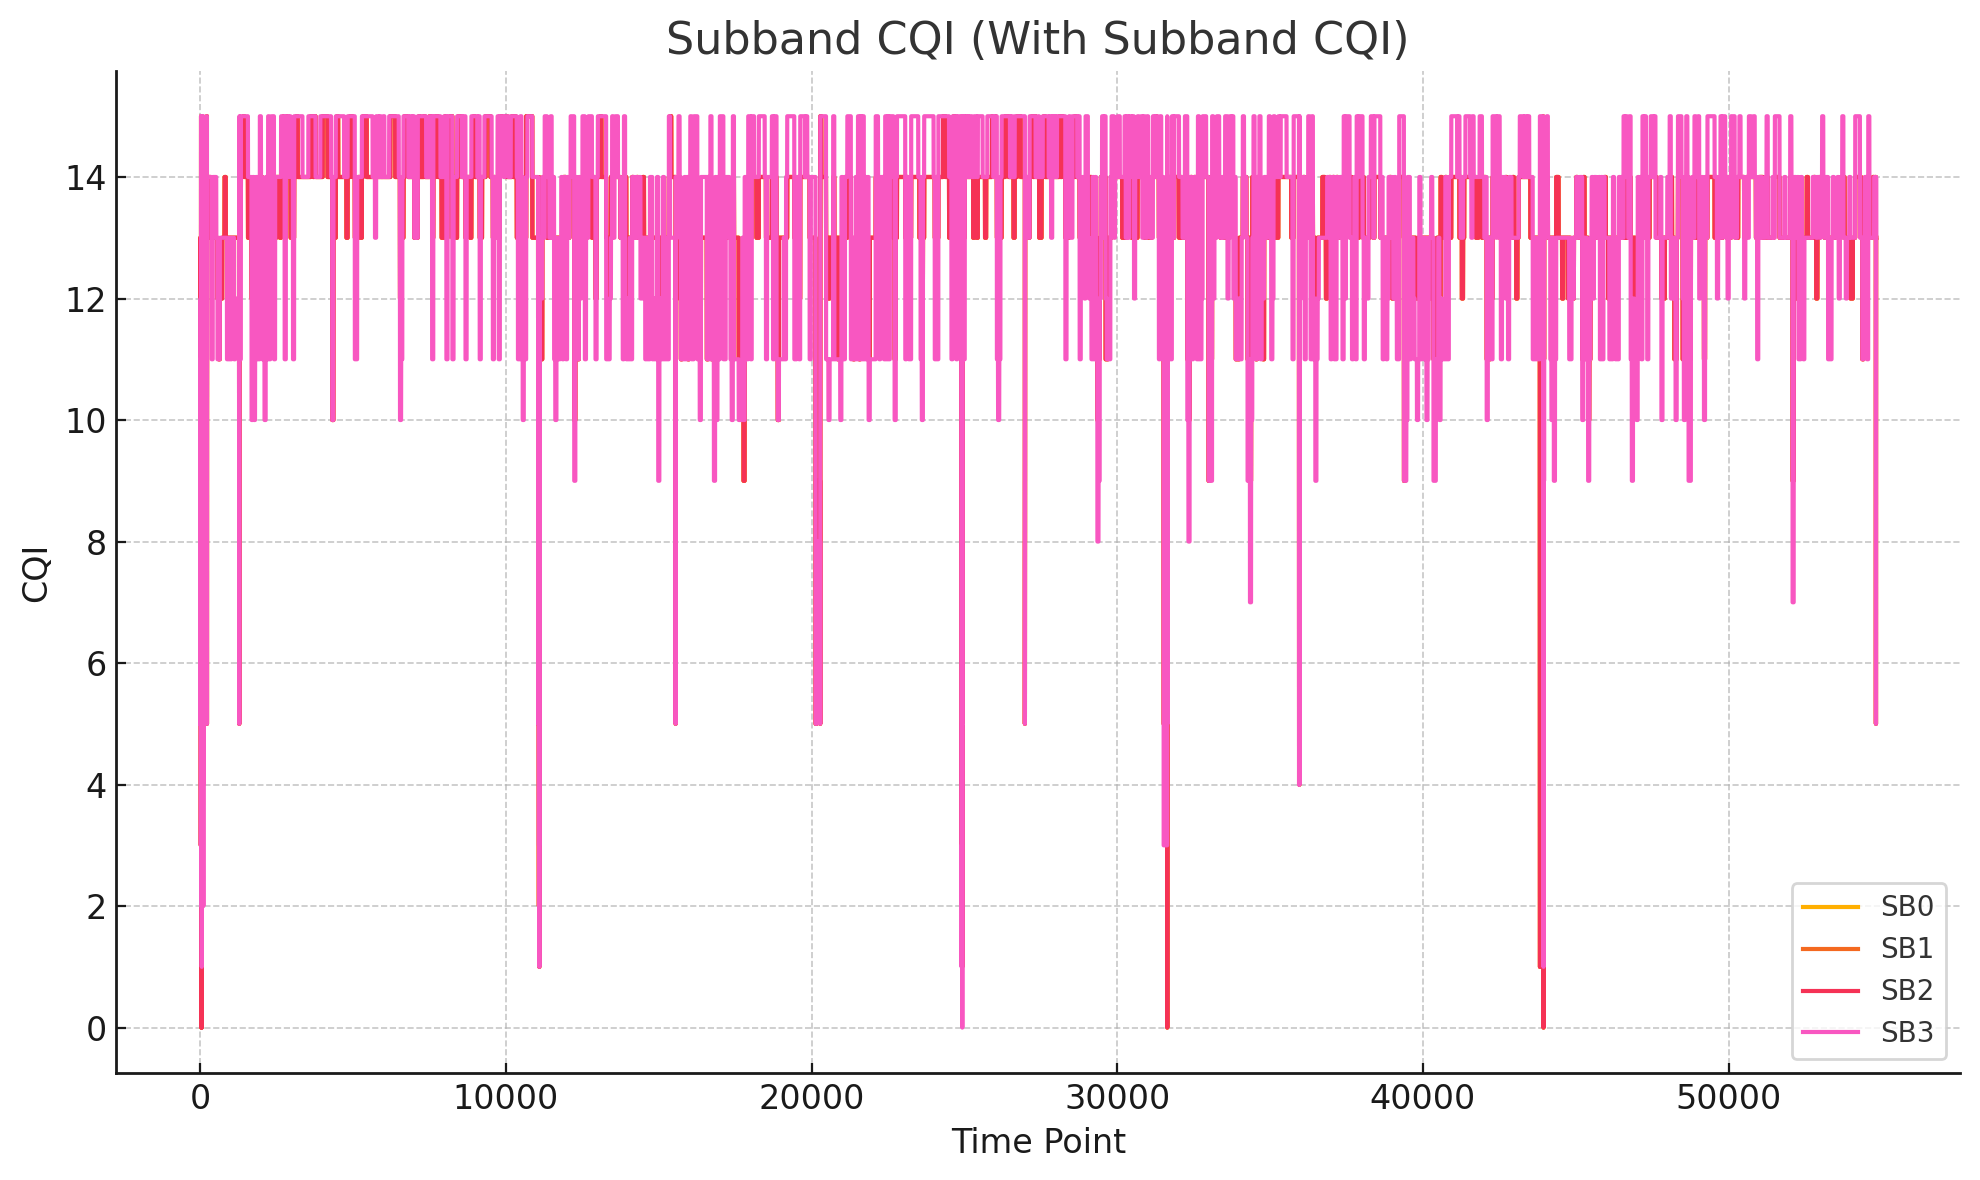 Subband CQI (With Subband CQI)
14
12
10
8
6
4
2
0
CQI
SB0
SB1
SB2
SB3
0 10000 20000 30000 40000 50000
Time Point